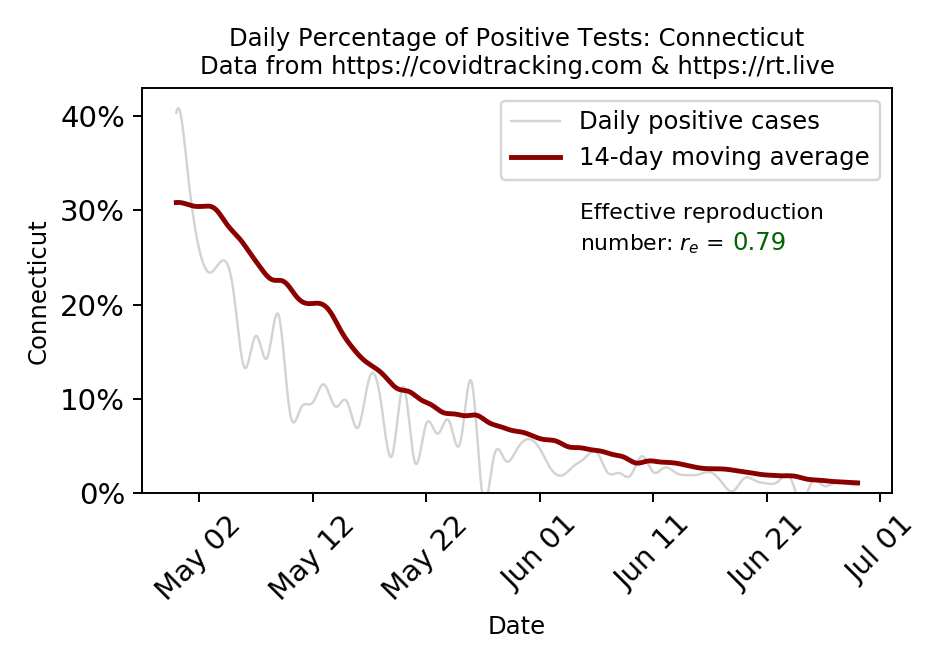 Daily Percentage of Positive Tests: Connecticut
Data from https://covidtracking.com & https://rt.live
Daily positive cases
14-day moving average
Effective reproduction
number: rₑ = 0.79
40%
30%
20%
10%
0%
Connecticut
May 02
May 12
May 22
Jun 01
Jun 11
Jun 21
Jul 01
Date